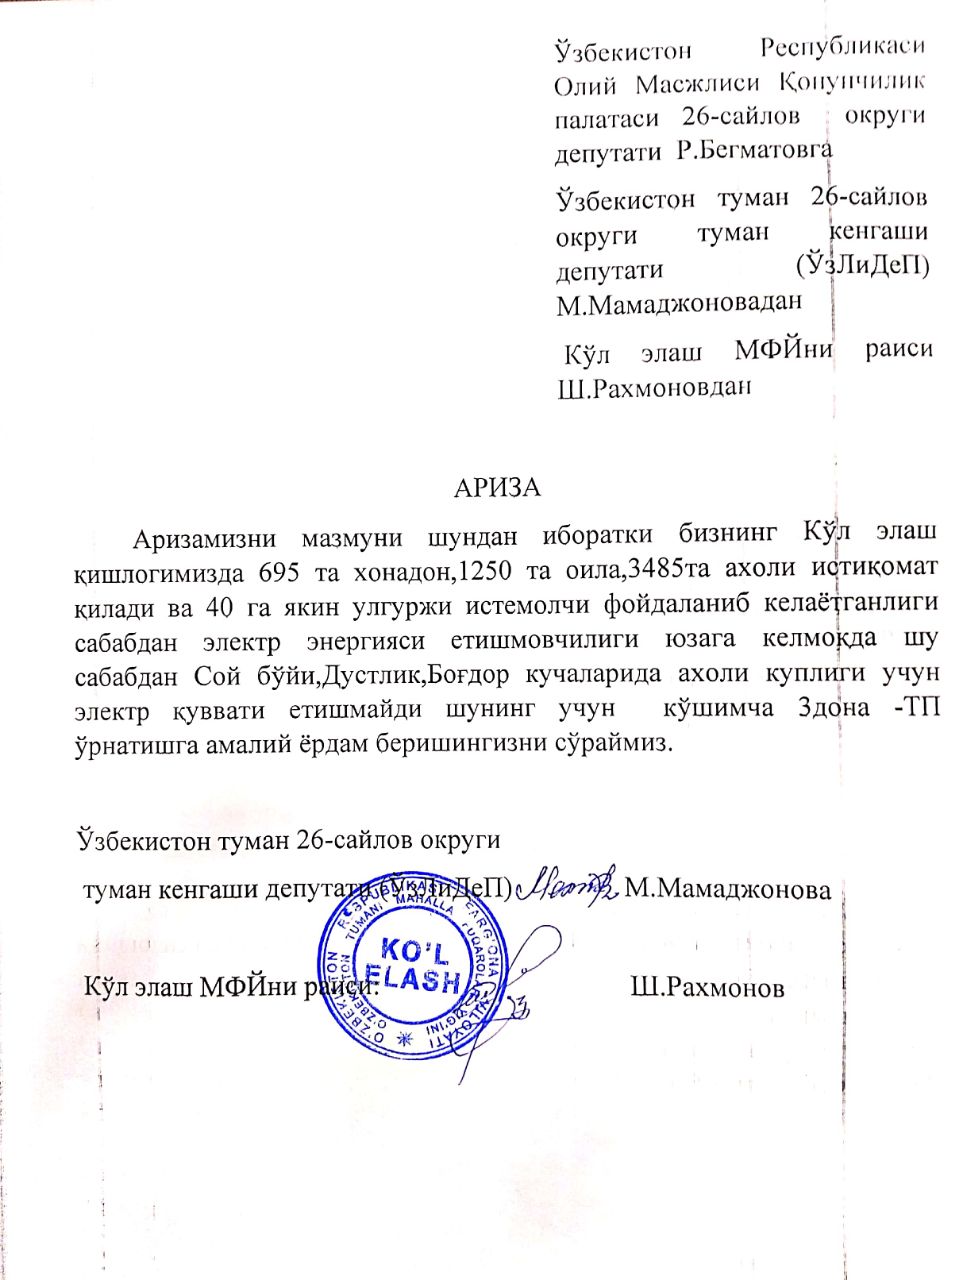 Ўзбекистон Республикаси
Олий Масжлиси Қонунчилик
палатаси 26-сайлов округи
депутати Р.Бегматовга
Ўзбекистон туман 26-сайлов
округи туман кенгаши
депутати (ЎзЛиДеП)
М.Мамаджоновадан
Кўл элаш МФЙни раиси
Ш.Рахмоновдан
АРИЗА
Аризамизни мазмуни шундан иборатки бизнинг Кўл элаш
қишлогимизда 695 та хонадон,1250 та оила,3485та ахоли истиқомат
қилади ва 40 га якин улгуржи истемолчи фойдаланиб келаётганлиги
сабабдан электр энергияси етишмовчилиги юзага келмоқда шу
сабабдан Сой бўйи,Дустлик,Боғдор кучаларида ахоли куплиги учун
электр қуввати етишмайди шунинг учун кўшимча 3дона -ТП
ўрнатишга амалий ёрдам беришингизни сўраймиз.
Ўзбекистон туман 26-сайлов округи
туман кенгаши депутати (ЎзЛиДеП) М.Мамаджонова
Кўл элаш МФЙни раиси: Ш.Рахмонов
O'ZBEKISTON RESPUBLIKASI FARG'ONA VILOYATI
O'ZBEKISTON TUMANI MAHALLA FUQAROLAR YIG'INI
KO'L
ELASH